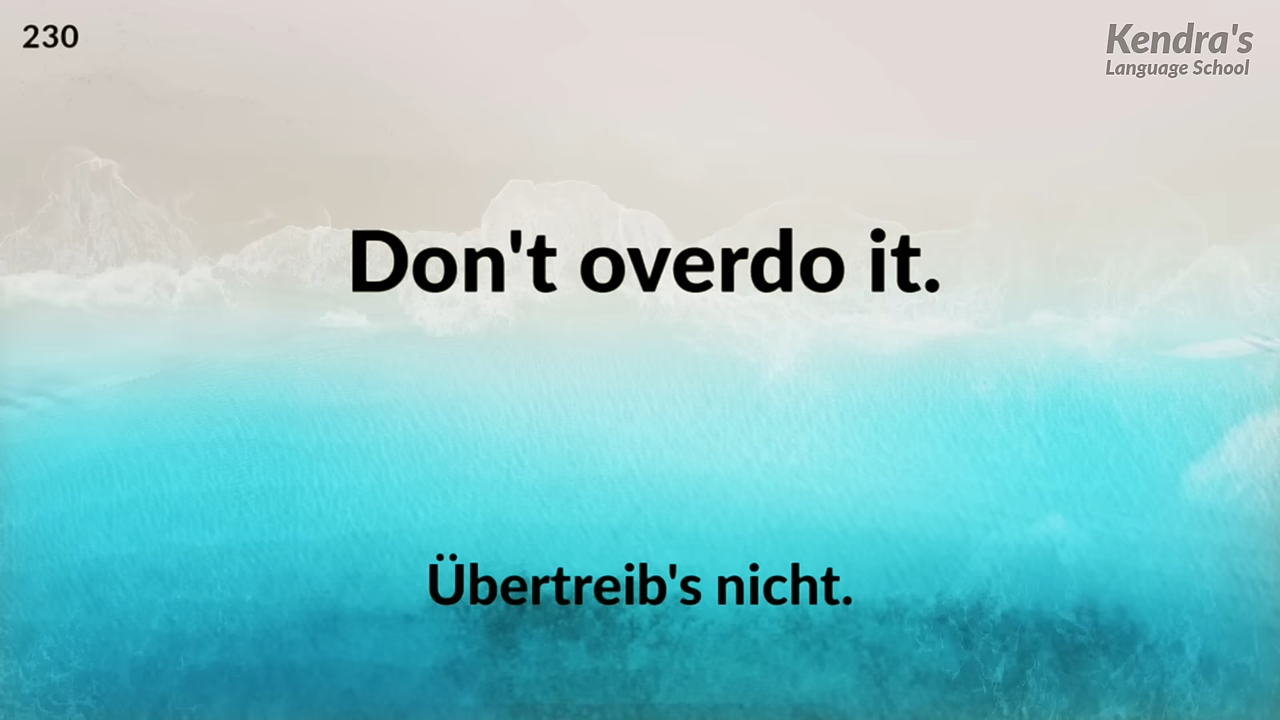 230
Kendra's
Language School
Don't overdo it.
Übertreib's nicht.